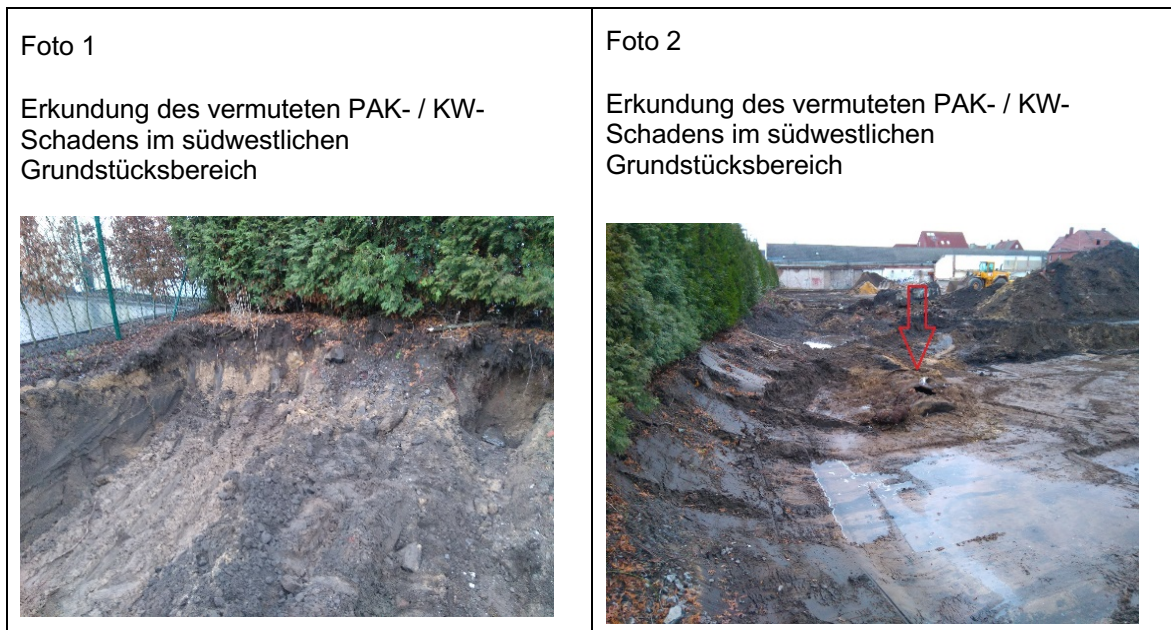 Foto 1
Erkundung des vermuteten PAK- / KW-
Schadens im südwestlichen
Grundstücksbereich
Foto 2
Erkundung des vermuteten PAK- / KW-
Schadens im südwestlichen
Grundstücksbereich